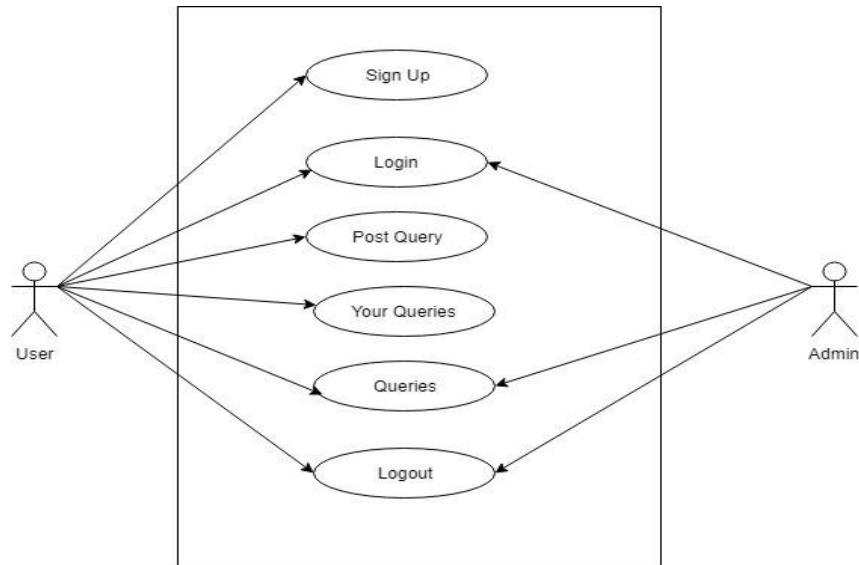 Sign Up
Login
Post Query
Your Queries
User
Admin
Queries
Logout